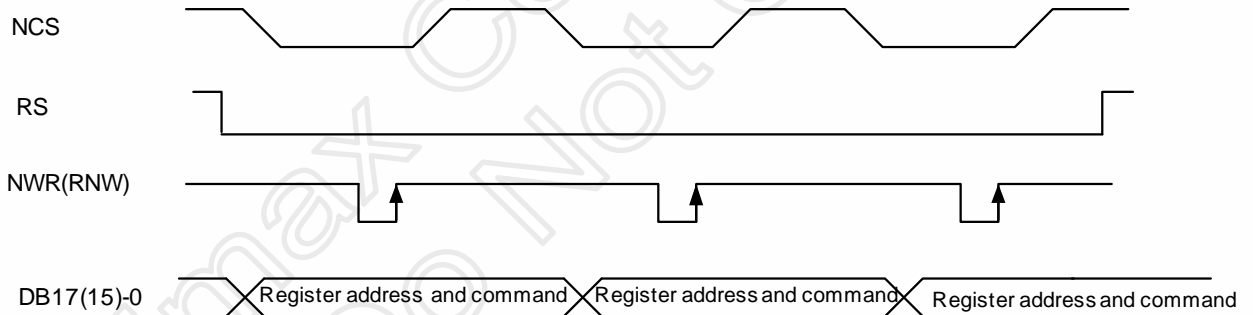 NCS
RS
NWR(RNW)
DB17(15)-0 Register address and command Register address and command Register address and command